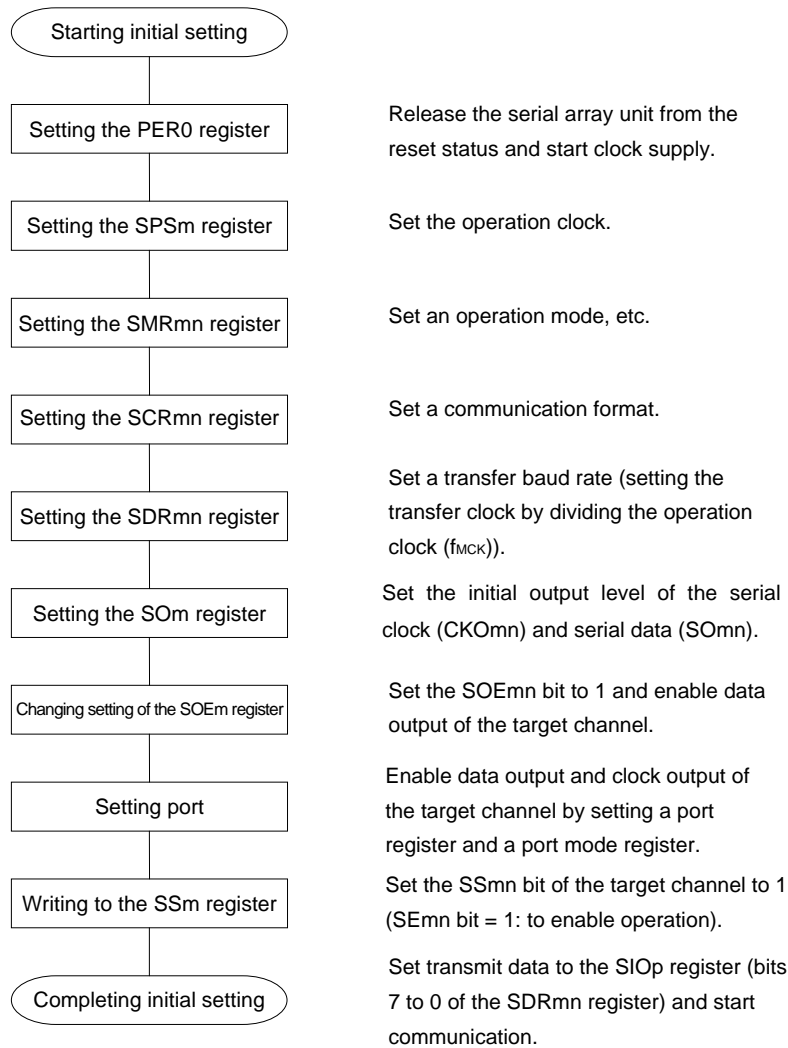 Starting initial setting
Setting the PER0 register
Release the serial array unit from the
reset status and start clock supply.
Setting the SPSm register
Set the operation clock.
Setting the SMRmn register
Set an operation mode, etc.
Setting the SCRmn register
Set a communication format.
Setting the SDRmn register
Set a transfer baud rate (setting the
transfer clock by dividing the operation
clock (fMCK)).
Setting the SOm register
Set the initial output level of the serial
clock (CKOmn) and serial data (SOmn).
Changing setting of the SOEm register
Set the SOEmn bit to 1 and enable data
output of the target channel.
Setting port
Enable data output and clock output of
the target channel by setting a port
register and a port mode register.
Writing to the SSm register
Set the SSmn bit of the target channel to 1
(SEmn bit = 1: to enable operation).
Completing initial setting
Set transmit data to the SIOp register (bits
7 to 0 of the SDRmn register) and start
communication.